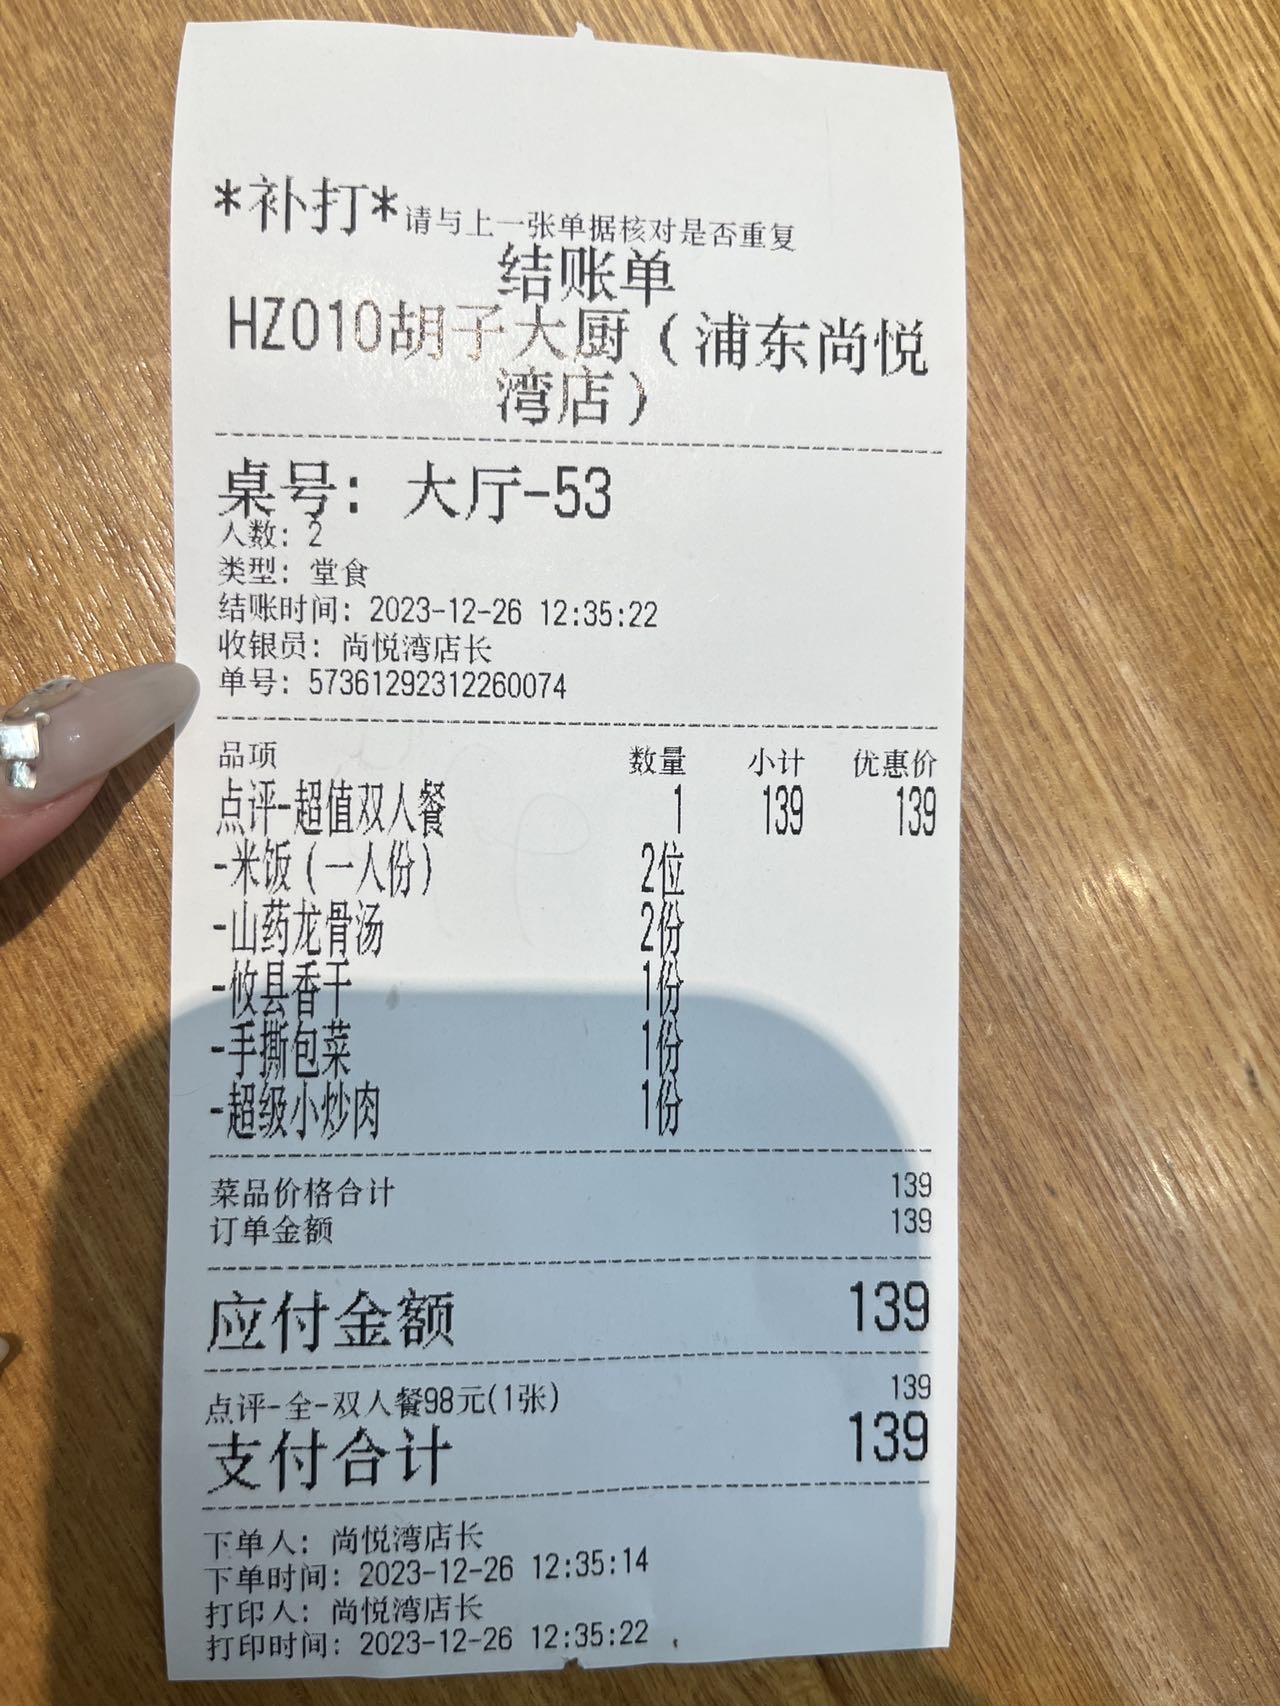 *补打*请与上一张单据核对是否重复
结账单
HZ010胡子大厨（浦东尚悦
湾店）
桌号：大厅-53
人数：2
类型：堂食
结账时间：2023-12-26 12:35:22
收银员：尚悦湾店长
单号：57361292312260074
品项 数量 小计 优惠价
点评-超值双人餐 1 139 139
-米饭（一人份） 2位
-山药龙骨汤 2份
-攸县香干 1份
-手撕包菜 1份
-超级小炒肉 1份
菜品价格合计 139
订单金额 139
应付金额 139
点评-全-双人餐98元(1张) 139
支付合计 139
下单人：尚悦湾店长
下单时间：2023-12-26 12:35:14
打印人：尚悦湾店长
打印时间：2023-12-26 12:35:22